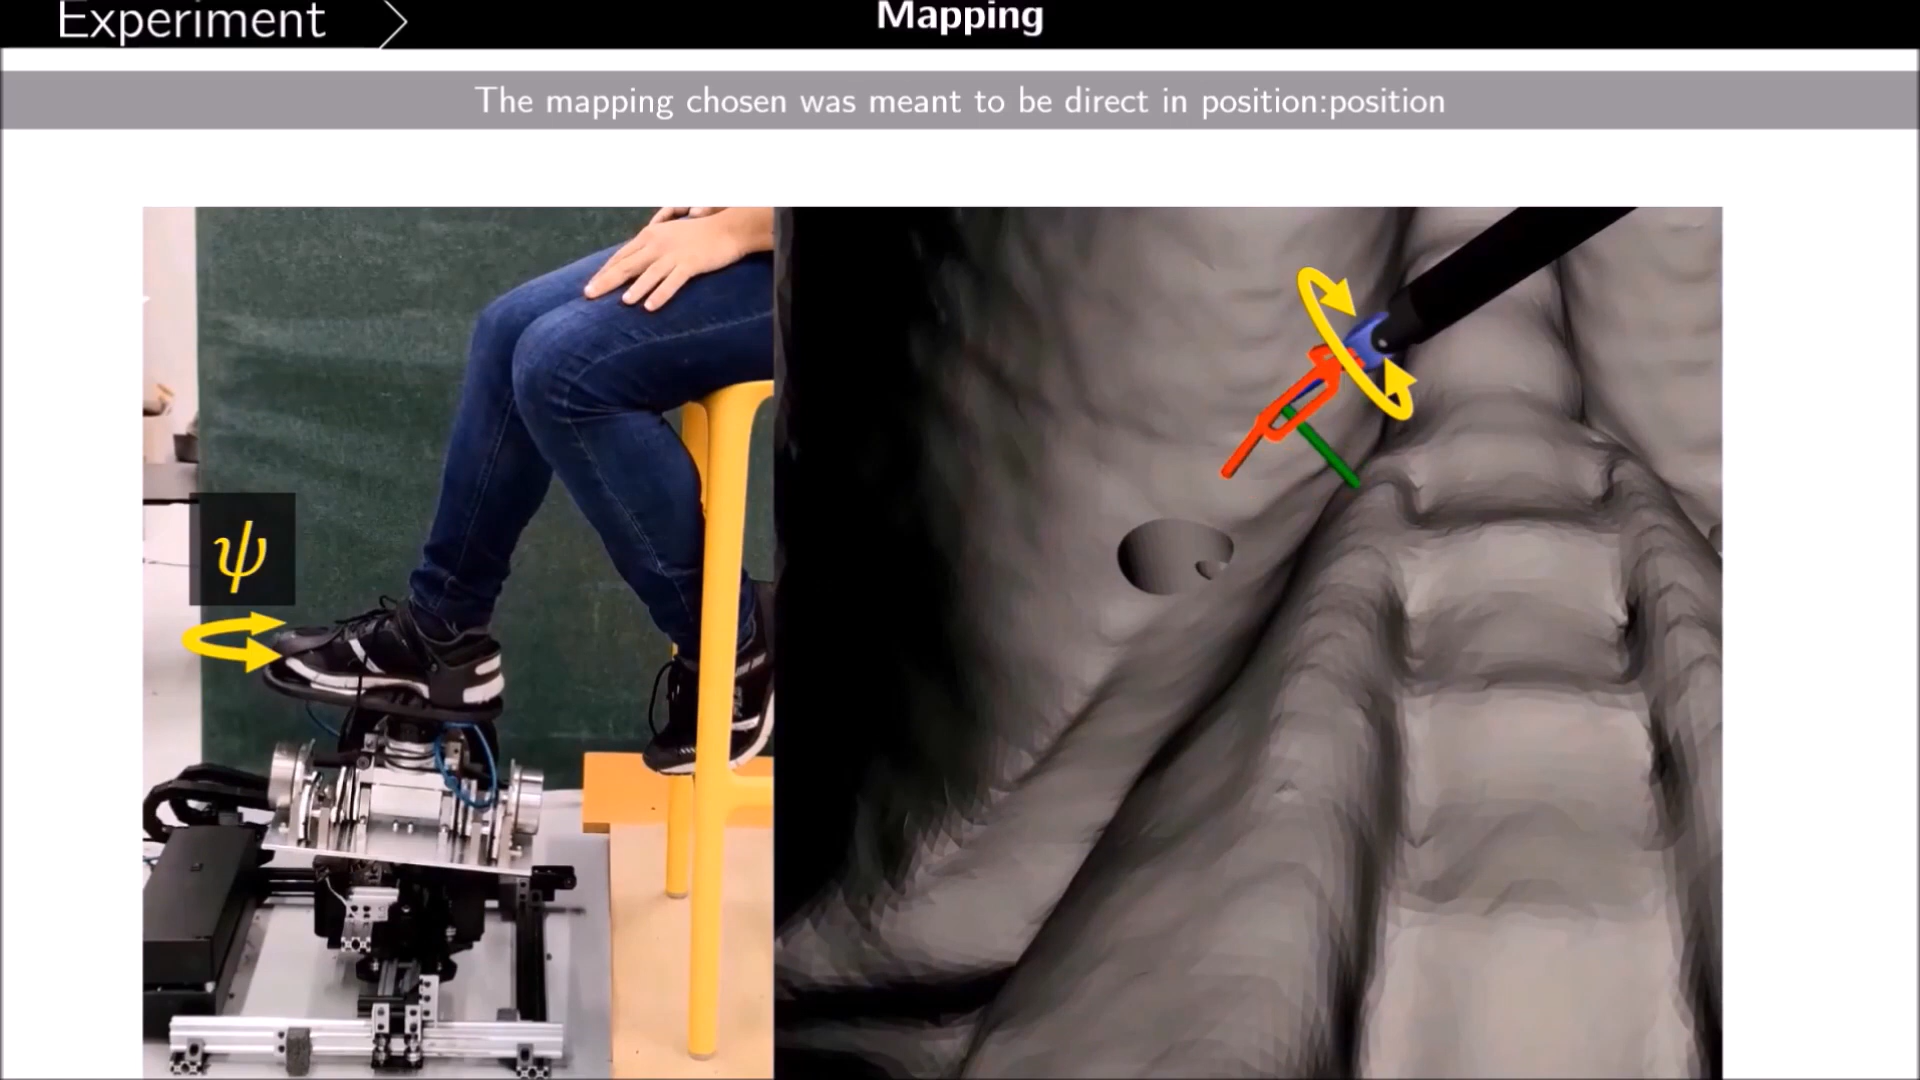 Experiment
Mapping
The mapping chosen was meant to be direct in position:position
ψ